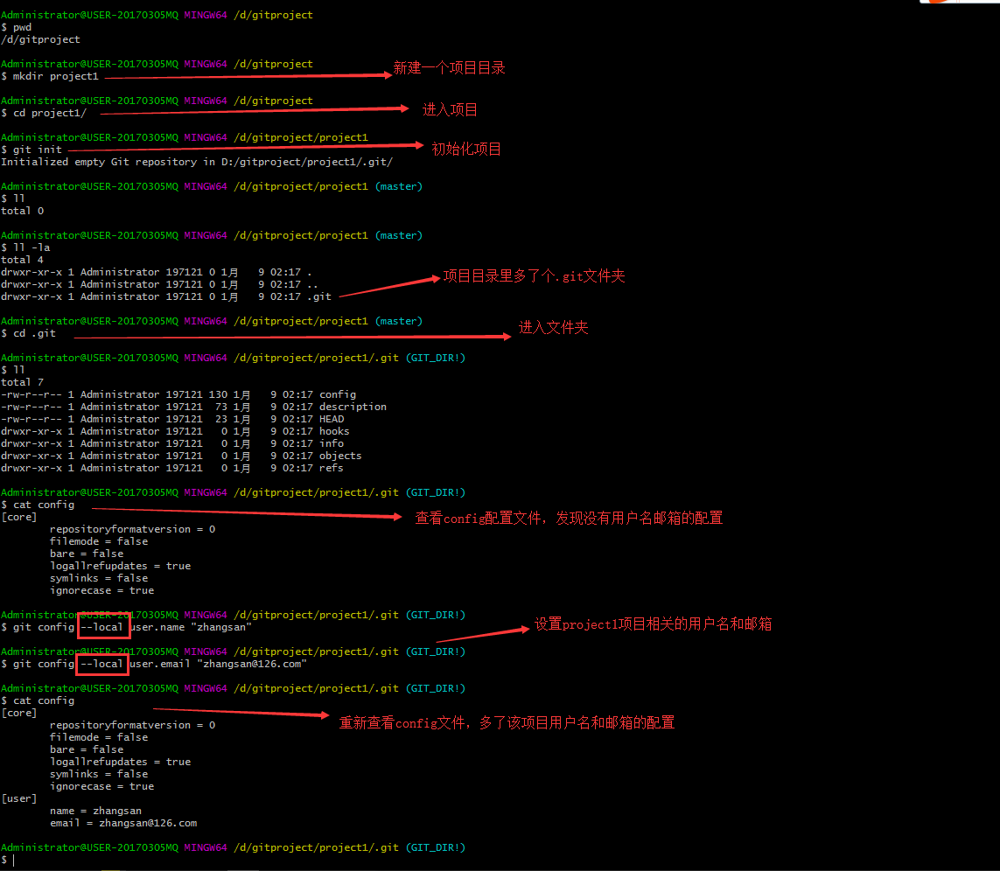 Administrator@USER-20170305MQ MINGW64 /d/gitproject
$ pwd
/d/gitproject
Administrator@USER-20170305MQ MINGW64 /d/gitproject
$ mkdir project1 新建一个项目目录
Administrator@USER-20170305MQ MINGW64 /d/gitproject
$ cd project1/ 进入项目
Administrator@USER-20170305MQ MINGW64 /d/gitproject/project1
$ git init 初始化项目
Initialized empty Git repository in D:/gitproject/project1/.git/
Administrator@USER-20170305MQ MINGW64 /d/gitproject/project1 (master)
$ ll
total 0
Administrator@USER-20170305MQ MINGW64 /d/gitproject/project1 (master)
$ ll -la
total 4
drwxr-xr-x 1 Administrator 197121 0 1月 9 02:17 .
drwxr-xr-x 1 Administrator 197121 0 1月 9 02:17 ..
drwxr-xr-x 1 Administrator 197121 0 1月 9 02:17 .git 项目目录里多了个.git文件夹
Administrator@USER-20170305MQ MINGW64 /d/gitproject/project1 (master)
$ cd .git 进入文件夹
Administrator@USER-20170305MQ MINGW64 /d/gitproject/project1/.git (GIT_DIR!)
$ ll
total 7
-rw-r--r-- 1 Administrator 197121 130 1月 9 02:17 config
-rw-r--r-- 1 Administrator 197121 73 1月 9 02:17 description
-rw-r--r-- 1 Administrator 197121 23 1月 9 02:17 HEAD
drwxr-xr-x 1 Administrator 197121 0 1月 9 02:17 hooks
drwxr-xr-x 1 Administrator 197121 0 1月 9 02:17 info
drwxr-xr-x 1 Administrator 197121 0 1月 9 02:17 objects
drwxr-xr-x 1 Administrator 197121 0 1月 9 02:17 refs
Administrator@USER-20170305MQ MINGW64 /d/gitproject/project1/.git (GIT_DIR!)
$ cat config 查看config配置文件，发现没有用户名邮箱的配置
[core]
repositoryformatversion = 0
filemode = false
bare = false
logallrefupdates = true
symlinks = false
ignorecase = true
Administrator@USER-20170305MQ MINGW64 /d/gitproject/project1/.git (GIT_DIR!)
$ git config --local user.name "zhangsan" 设置project1项目相关的用户名和邮箱
Administrator@USER-20170305MQ MINGW64 /d/gitproject/project1/.git (GIT_DIR!)
$ git config --local user.email "zhangsan@126.com"
Administrator@USER-20170305MQ MINGW64 /d/gitproject/project1/.git (GIT_DIR!)
$ cat config 重新查看config文件，多了该项目用户名和邮箱的配置
[core]
repositoryformatversion = 0
filemode = false
bare = false
logallrefupdates = true
symlinks = false
ignorecase = true
[user]
name = zhangsan
email = zhangsan@126.com
Administrator@USER-20170305MQ MINGW64 /d/gitproject/project1/.git (GIT_DIR!)
$